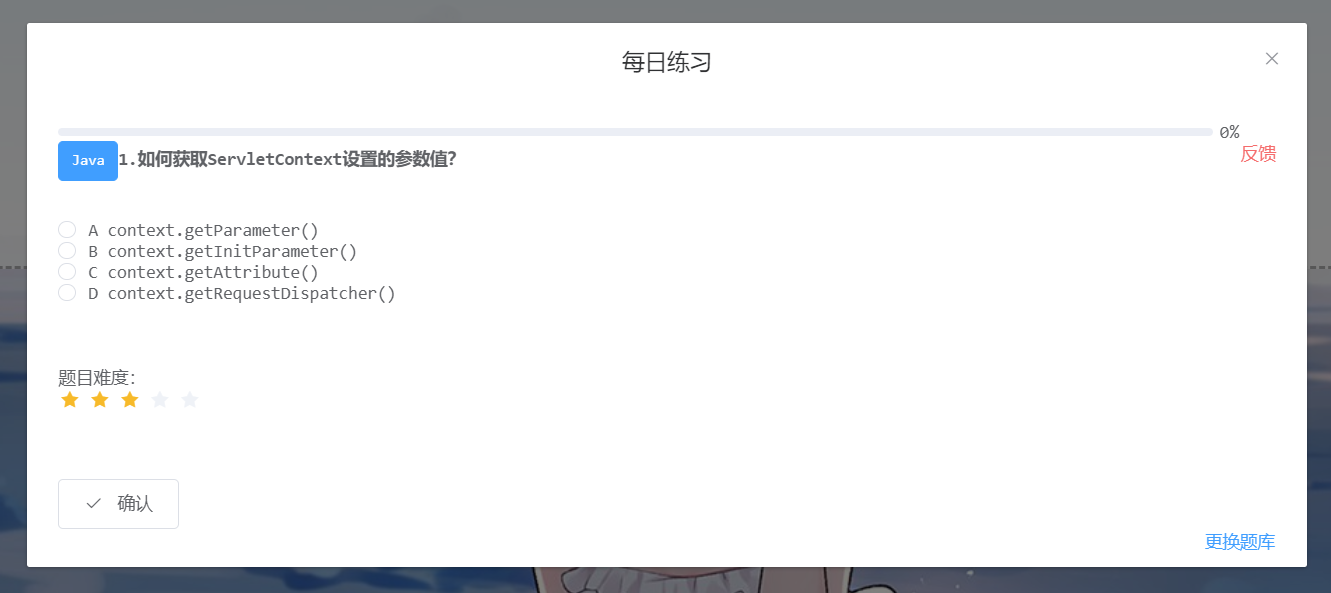 每日练习
0%
Java 1.如何获取ServletContext设置的参数值?
反馈
A context.getParameter()
B context.getInitParameter()
C context.getAttribute()
D context.getRequestDispatcher()
题目难度:
确认
更换题库